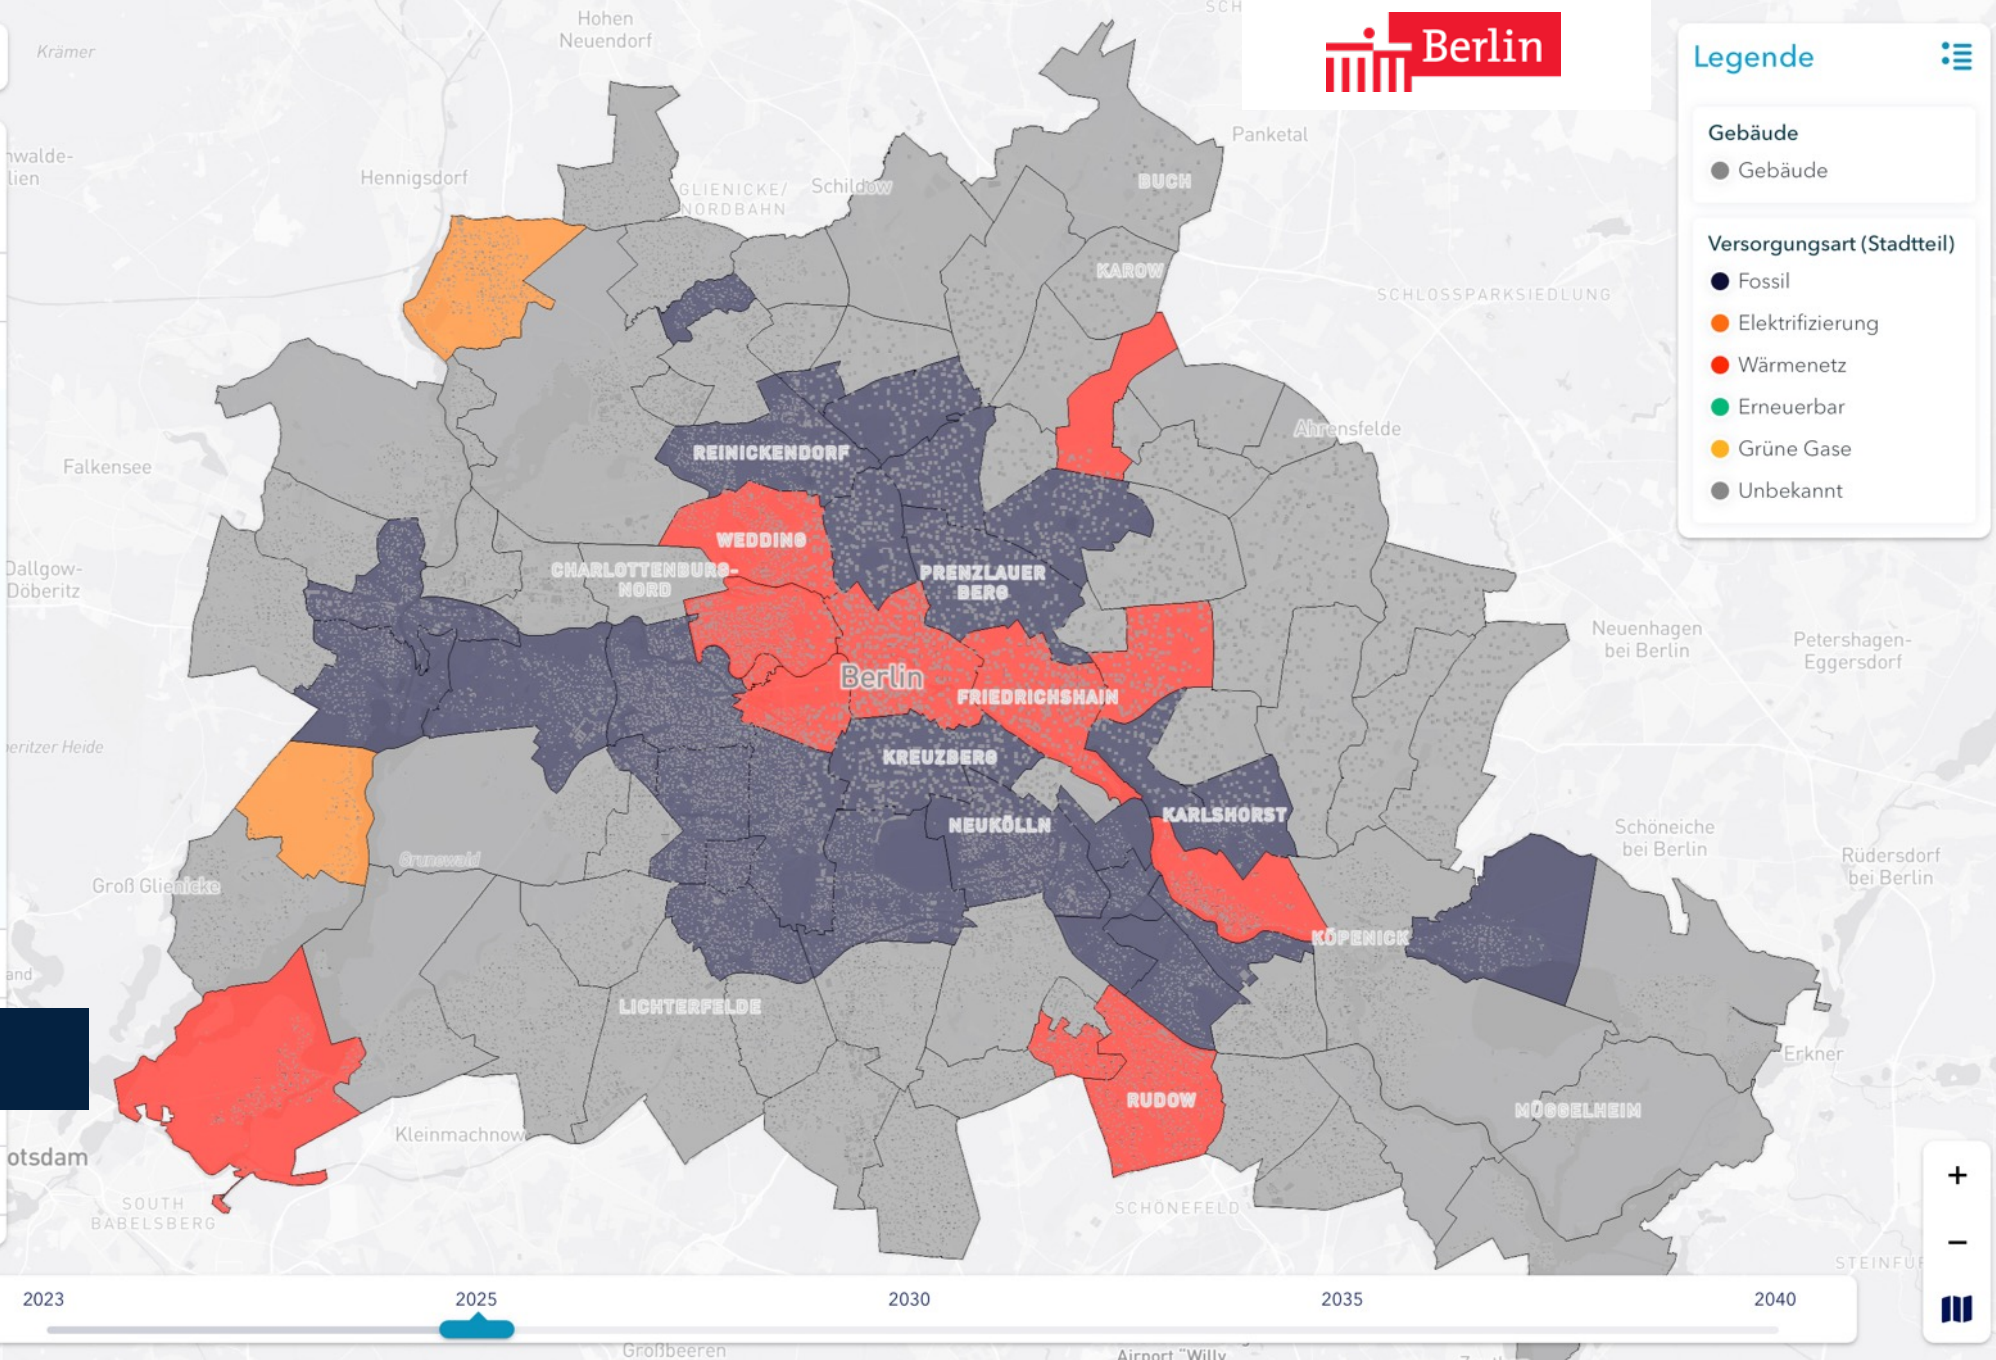 Hohen
Neuendorf
Krämer
Berlin
Legende
Gebäude
Gebäude
Versorgungsart (Stadtteil)
Fossil
Elektrifizierung
Wärmenetz
Erneuerbar
Grüne Gase
Unbekannt
Panketal
Hennigsdorf
GLIENICKE/
NORDBAHN
Schildow
BUCH
KAROW
SCHLOSSPARKSIEDLUNG
Ahrensfelde
Falkensee
REINICKENDORF
WEDDING
CHARLOTTENBURG-
NORD
PRENZLAUER
BERG
Dallgow-
Döberitz
Neuenhagen
bei Berlin
Petershagen-
Eggersdorf
Berlin
FRIEDRICHSHAIN
KREUZBERG
NEUKÖLLN
KARLSHORST
Schöneiche
bei Berlin
Rüdersdorf
bei Berlin
Grunewald
Groß Glienicke
KÖPENICK
LICHTERFELDE
Erkner
RUDOW
MÜGGELHEIM
Kleinmachnow
otsdam
SOUTH
BABELSBERG
SCHÖNEFELD
+
−
2023
2025
2030
2035
2040
Großbeeren
Airport "Willy